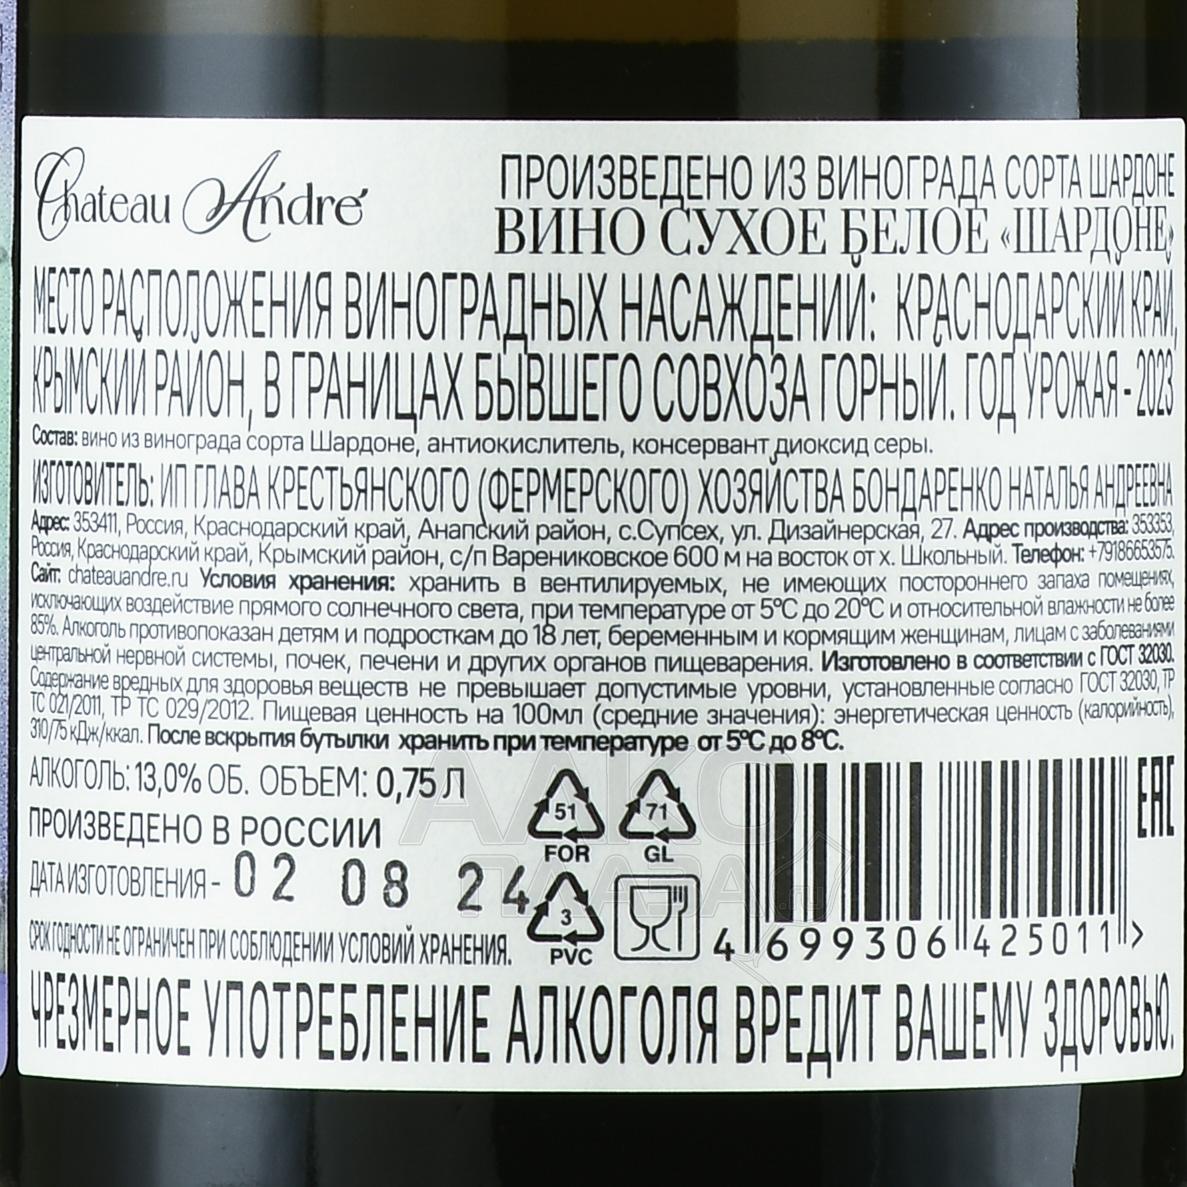 Chateau André
ПРОИЗВЕДЕНО ИЗ ВИНОГРАДА СОРТА ШАРДОНЕ
ВИНО СУХОЕ БЕЛОЕ «ШАРДОНЕ»
МЕСТО РАСПОЛОЖЕНИЯ ВИНОГРАДНЫХ НАСАЖДЕНИЙ: КРАСНОДАРСКИЙ КРАЙ,
КРЫМСКИЙ РАЙОН, В ГРАНИЦАХ БЫВШЕГО СОВХОЗА ГОРНЫЙ. ГОД УРОЖАЯ - 2023
Состав: вино из винограда сорта Шардоне, антиокислитель, консервант диоксид серы.
ИЗГОТОВИТЕЛЬ: ИП ГЛАВА КРЕСТЬЯНСКОГО (ФЕРМЕРСКОГО) ХОЗЯЙСТВА БОНДАРЕНКО НАТАЛЬЯ АНДРЕЕВНА
Адрес: 353411, Россия, Краснодарский край, Анапский район, с.Супсех, ул. Дизайнерская, 27. Адрес производства: 353353,
Россия, Краснодарский край, Крымский район, с/п Варениковское 600 м на восток от х. Школьный. Телефон: +79186653575.
Сайт: chateauandre.ru Условия хранения: хранить в вентилируемых, не имеющих постороннего запаха помещениях,
исключающих воздействие прямого солнечного света, при температуре от 5°С до 20°С и относительной влажности не более
85%. Алкоголь противопоказан детям и подросткам до 18 лет, беременным и кормящим женщинам, лицам с заболеваниями
центральной нервной системы, почек, печени и других органов пищеварения. Изготовлено в соответствии с ГОСТ 32030.
Содержание вредных для здоровья веществ не превышает допустимые уровни, установленные согласно ГОСТ 32030, ТР
ТС 021/2011, ТР ТС 029/2012. Пищевая ценность на 100мл (средние значения): энергетическая ценность (калорийность),
310/75 кДж/ккал. После вскрытия бутылки хранить при температуре от 5°С до 8°С.
АЛКОГОЛЬ: 13,0% ОБ. ОБЪЕМ: 0,75 Л
ПРОИЗВЕДЕНО В РОССИИ
ДАТА ИЗГОТОВЛЕНИЯ - 02 08 24
СРОК ГОДНОСТИ НЕ ОГРАНИЧЕН ПРИ СОБЛЮДЕНИИ УСЛОВИЙ ХРАНЕНИЯ.
51
FOR
71
GL
3
PVC
EAC
4 699306 425011 >
ААКО
ПЛАЗА.ru
ЧРЕЗМЕРНОЕ УПОТРЕБЛЕНИЕ АЛКОГОЛЯ ВРЕДИТ ВАШЕМУ ЗДОРОВЬЮ.